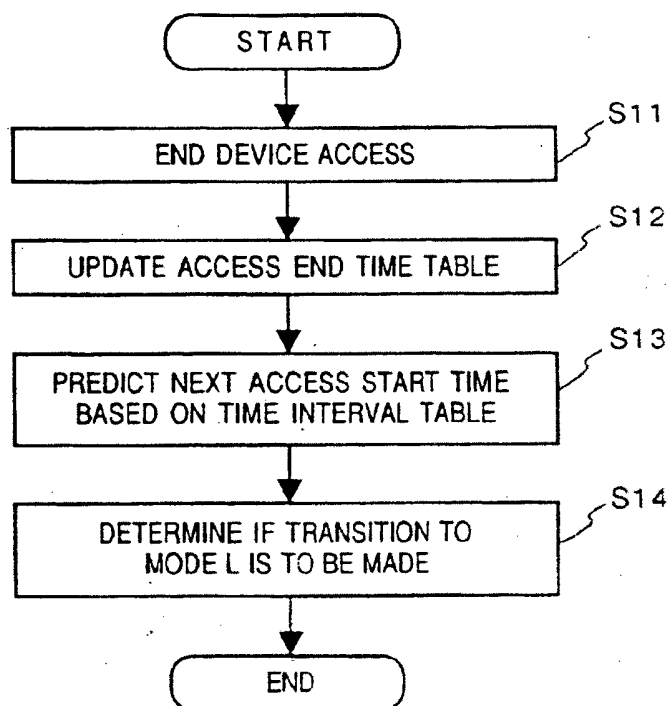 START
S11
END DEVICE ACCESS
S12
UPDATE ACCESS END TIME TABLE
S13
PREDICT NEXT ACCESS START TIME
BASED ON TIME INTERVAL TABLE
S14
DETERMINE IF TRANSITION TO
MODE L IS TO BE MADE
END